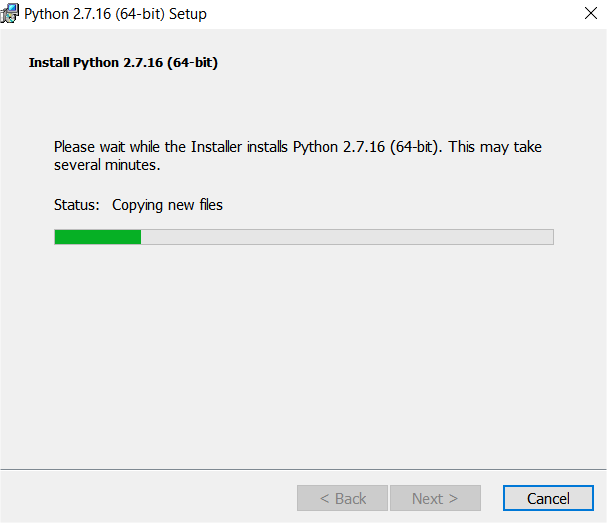 Python 2.7.16 (64-bit) Setup
Install Python 2.7.16 (64-bit)
Please wait while the Installer installs Python 2.7.16 (64-bit). This may take
several minutes.
Status: Copying new files
< Back Next > Cancel